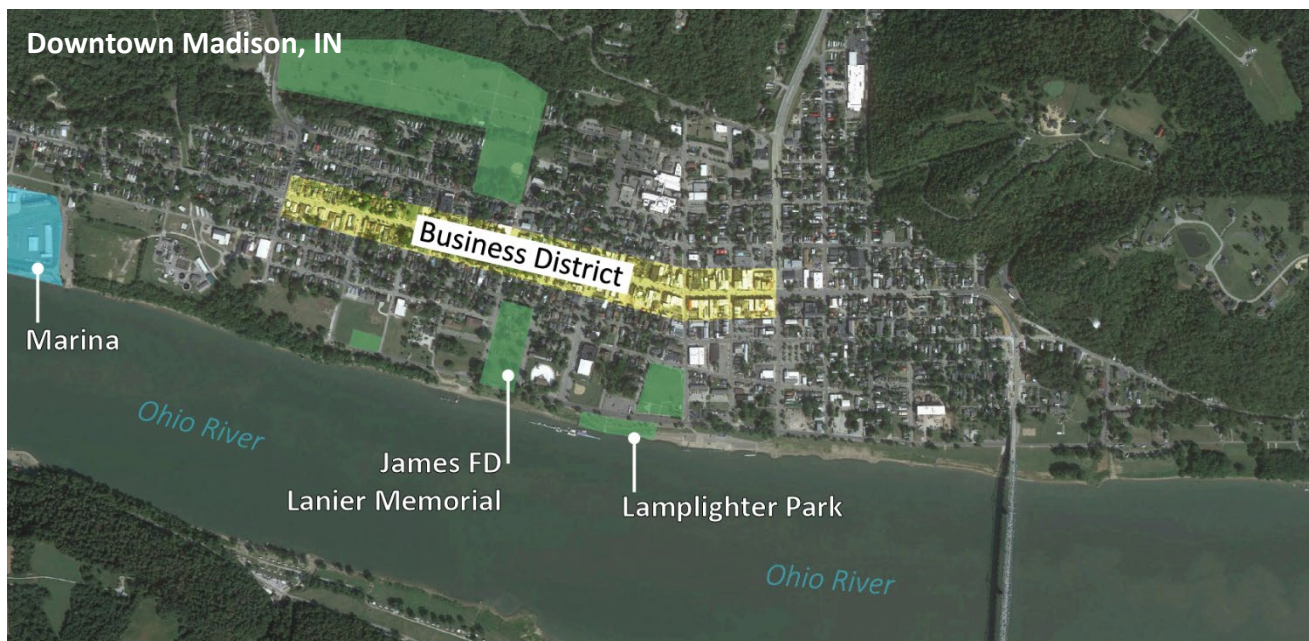 Downtown Madison, IN
Business District
Marina
Ohio River
James FD
Lanier Memorial
Lamplighter Park
Ohio River